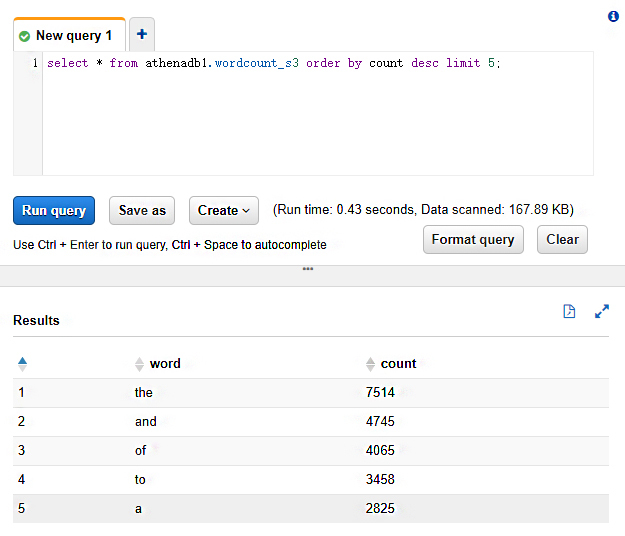 New query 1 +
1 select * from athenadb1.wordcount_s3 order by count desc limit 5;
Run query Save as Create (Run time: 0.43 seconds, Data scanned: 167.89 KB)
Use Ctrl + Enter to run query, Ctrl + Space to autocomplete
Format query Clear
Results
word count
1 the 7514
2 and 4745
3 of 4065
4 to 3458
5 a 2825